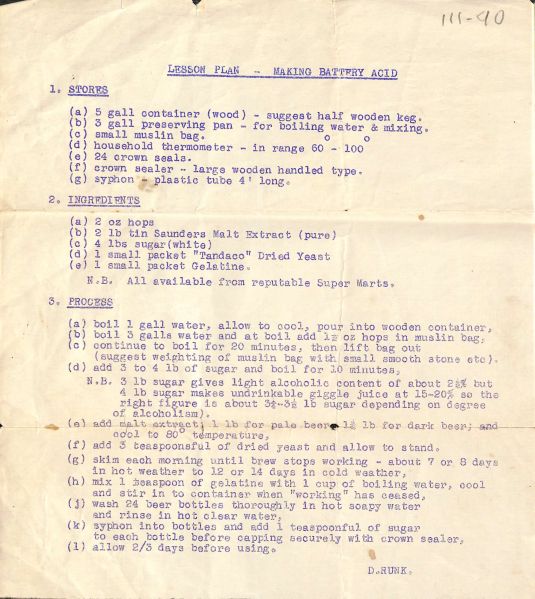 111-90
LESSON PLAN - MAKING BATTERY ACID
1. STORES
(a) 5 gall container (wood) - suggest half wooden keg.
(b) 3 gall preserving pan - for boiling water & mixing.
(c) small muslin bag.
(d) household thermometer - in range 60° - 100°
(e) 24 crown seals.
(f) crown sealer - large wooden handled type.
(g) syphon - plastic tube 4' long.
2. INGREDIENTS
(a) 2 oz hops
(b) 2 lb tin Saunders Malt Extract (pure)
(c) 4 lbs sugar(white)
(d) 1 small packet "Tandaco" Dried Yeast
(e) 1 small packet Gelatine.
N.B. All available from reputable Super Marts.
3. PROCESS
(a) boil 1 gall water, allow to cool, pour into wooden container,
(b) boil 3 galls water and at boil add 1½ oz hops in muslin bag,
(c) continue to boil for 20 minutes, then lift bag out
(suggest weighting of muslin bag with small smooth stone etc).
(d) add 3 to 4 lb of sugar and boil for 10 minutes,
N.B. 3 lb sugar gives light alcoholic content of about 2½% but
4 lb sugar makes undrinkable giggle juice at 15-20% so the
right figure is about 3¼-3½ lb sugar depending on degree
of alcoholism).
(e) add malt extract; 1 lb for pale beer, 1½ lb for dark beer; and
cool to 80° temperature,
(f) add 3 teaspoonsful of dried yeast and allow to stand.
(g) skim each morning until brew stops working - about 7 or 8 days
in hot weather to 12 or 14 days in cold weather,
(h) mix 1 teaspoon of gelatine with 1 cup of boiling water, cool
and stir in to container when "working" has ceased,
(j) wash 24 beer bottles thoroughly in hot soapy water
and rinse in hot clear water,
(k) syphon into bottles and add 1 teaspoonful of sugar
to each bottle before capping securely with crown sealer,
(l) allow 2/3 days before using.
D.RUNK.